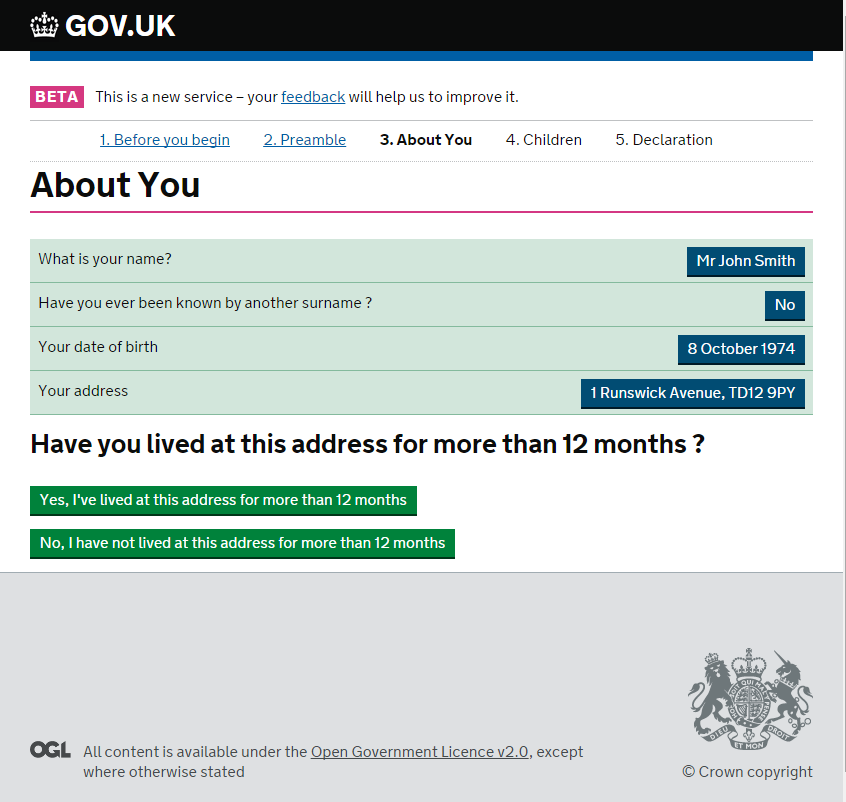 GOV.UK
BETA This is a new service – your feedback will help us to improve it.
1. Before you begin 2. Preamble 3. About You 4. Children 5. Declaration
About You
What is your name? Mr John Smith
Have you ever been known by another surname ? No
Your date of birth 8 October 1974
Your address 1 Runswick Avenue, TD12 9PY
Have you lived at this address for more than 12 months ?
Yes, I've lived at this address for more than 12 months
No, I have not lived at this address for more than 12 months
OGL All content is available under the Open Government Licence v2.0, except
where otherwise stated
DIEU ET MON DROIT
© Crown copyright